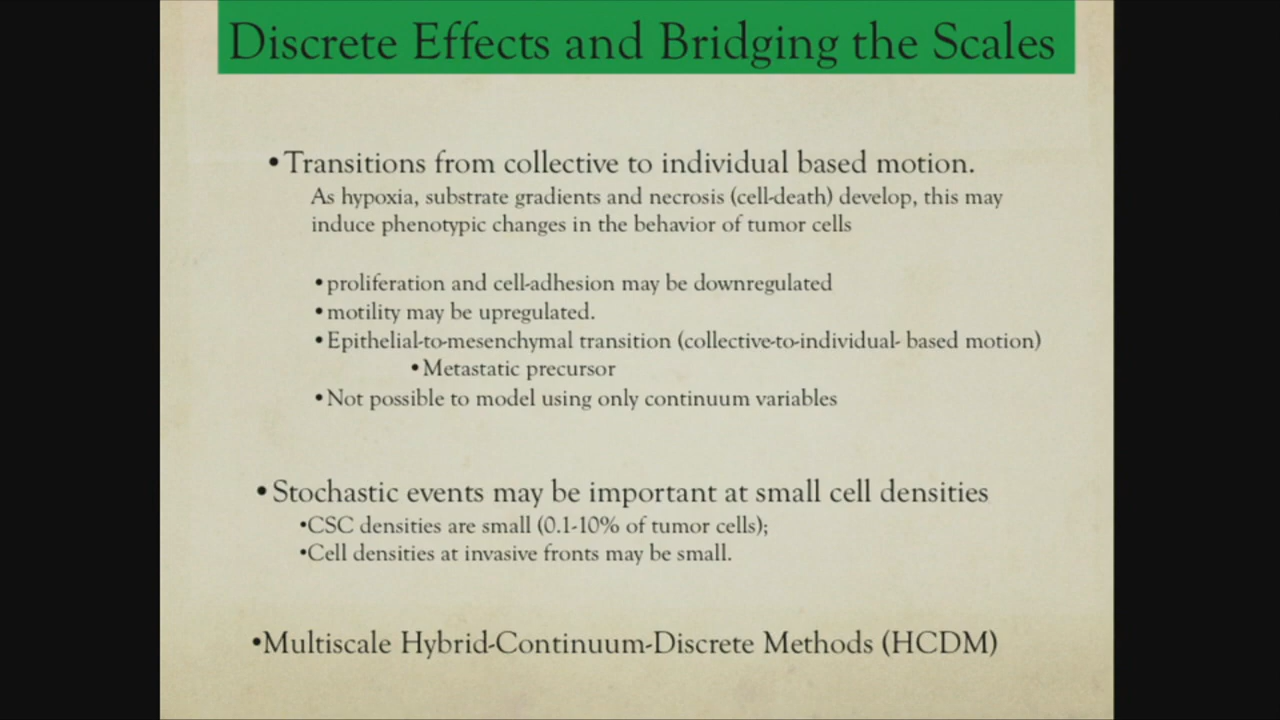 Discrete Effects and Bridging the Scales
•Transitions from collective to individual based motion.
As hypoxia, substrate gradients and necrosis (cell-death) develop, this may
induce phenotypic changes in the behavior of tumor cells
•proliferation and cell-adhesion may be downregulated
•motility may be upregulated.
•Epithelial-to-mesenchymal transition (collective-to-individual- based motion)
•Metastatic precursor
•Not possible to model using only continuum variables
•Stochastic events may be important at small cell densities
•CSC densities are small (0.1-10% of tumor cells);
•Cell densities at invasive fronts may be small.
•Multiscale Hybrid-Continuum-Discrete Methods (HCDM)